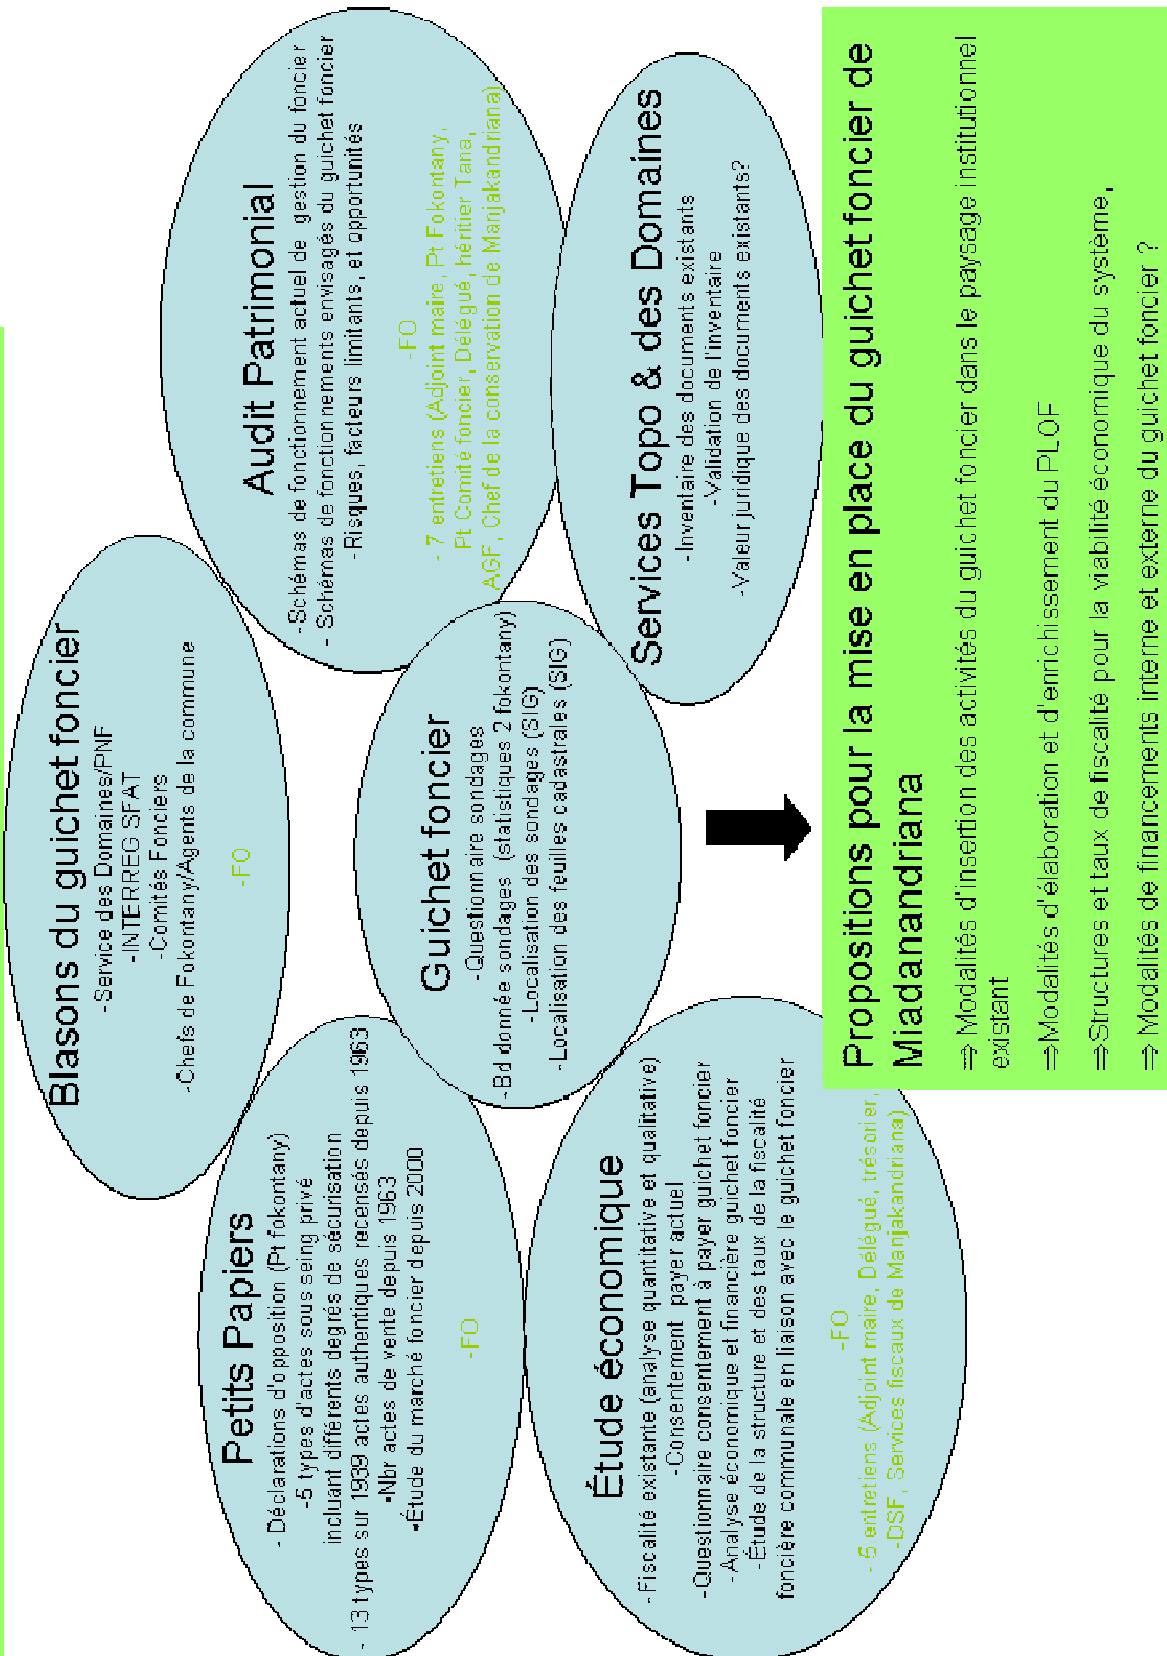 Blasons du guichet foncier
-Service des Domaines/PNF
-INTERREG SFAT
-Comités Fonciers
-Chefs de Fokontany/Agents de la commune
-FO
Petits Papiers
- Déclarations d'opposition (Pt fokontany)
-5 types d'actes sous seing privé
incluant différents degrés de sécurisation
- 13 types sur 1939 actes authentiques recensés depuis 1963
-Nbr actes de vente depuis 1963
-Étude du marché foncier depuis 2000
-FO
Audit Patrimonial
-Schémas de fonctionnement actuel de gestion du foncier
- Schémas de fonctionnements envisagés du guichet foncier
-Risques, facteurs limitants, et opportunités
-FO
- 7 entretiens (Adjoint maire, Pt Fokontany,
Pt Comité foncier, Délégué, héritier Tana,
AGF, Chef de la conservation de Manjakandriana)
Guichet foncier
-Questionnaire sondages
-Bd donnée sondages (statistiques 2 fokontany)
-Localisation des sondages (SIG)
-Localisation des feuilles cadastrales (SIG)
Étude économique
-Fiscalité existante (analyse quantitative et qualitative)
-Consentement payer actuel
-Questionnaire consentement à payer guichet foncier
-Analyse économique et financière guichet foncier
-Étude de la structure et des taux de la fiscalité
foncière communale en liaison avec le guichet foncier
-FO
- 6 entretiens (Adjoint maire, Délégué, trésorier,
-DSF, Services fiscaux de Manjakandriana)
Services Topo & des Domaines
-Inventaire des documents existants
-Validation de l'inventaire
-Valeur juridique des documents existants?
Propositions pour la mise en place du guichet foncier de
Miadanandriana
⇒ Modalités d'insertion des activités du guichet foncier dans le paysage institutionnel
existant
⇒Modalités d'élaboration et d'enrichissement du PLOF
⇒Structures et taux de fiscalité pour la viabilité économique du système,
⇒ Modalités de financements interne et externe du guichet foncier ?